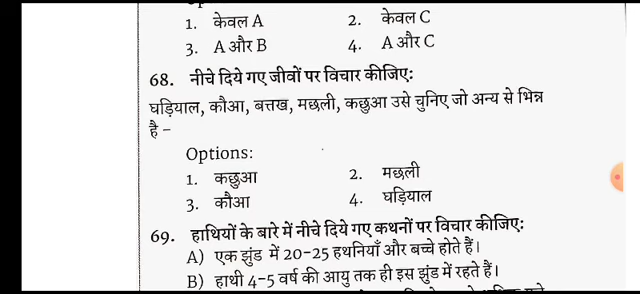 1. केवल A 2. केवल C
3. A और B 4. A और C
68. नीचे दिये गए जीवों पर विचार कीजिए:
घड़ियाल, कौआ, बत्तख, मछली, कछुआ उसे चुनिए जो अन्य से भिन्न
है –
Options:
1. कछुआ 2. मछली
3. कौआ 4. घड़ियाल
69. हाथियों के बारे में नीचे दिये गए कथनों पर विचार कीजिए:
A) एक झुंड में 20-25 हथनियाँ और बच्चे होते हैं।
B) हाथी 4-5 वर्ष की आयु तक ही इस झुंड में रहते हैं।